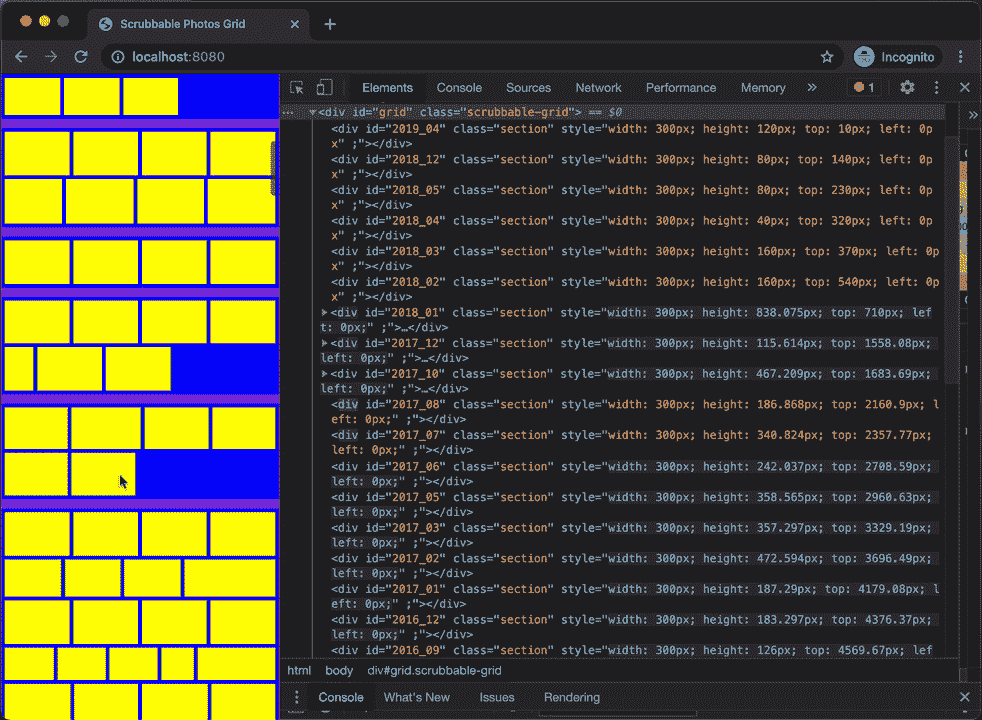 Scrubbable Photos Grid
localhost:8080
Incognito
Elements Console Sources Network Performance Memory » 1
<div id="grid" class="scrubbable-grid"> == $0
<div id="2019_04" class="section" style="width: 300px; height: 120px; top: 10px; left: 0p
x" ;"></div>
<div id="2018_12" class="section" style="width: 300px; height: 80px; top: 140px; left: 0p
x" ;"></div>
<div id="2018_05" class="section" style="width: 300px; height: 80px; top: 230px; left: 0p
x" ;"></div>
<div id="2018_04" class="section" style="width: 300px; height: 40px; top: 320px; left: 0p
x" ;"></div>
<div id="2018_03" class="section" style="width: 300px; height: 160px; top: 370px; left: 0p
x" ;"></div>
<div id="2018_02" class="section" style="width: 300px; height: 160px; top: 540px; left: 0p
x" ;"></div>
<div id="2018_01" class="section" style="width: 300px; height: 838.075px; top: 710px; lef
t: 0px;" ;">…</div>
<div id="2017_12" class="section" style="width: 300px; height: 115.614px; top: 1558.08px;
left: 0px;" ;">…</div>
<div id="2017_10" class="section" style="width: 300px; height: 467.209px; top: 1683.69px;
left: 0px;" ;">…</div>
<div id="2017_08" class="section" style="width: 300px; height: 186.868px; top: 2160.9px; l
eft: 0px;" ;"></div>
<div id="2017_07" class="section" style="width: 300px; height: 340.824px; top: 2357.77px;
left: 0px;" ;"></div>
<div id="2017_06" class="section" style="width: 300px; height: 242.037px; top: 2708.59px;
left: 0px;" ;"></div>
<div id="2017_05" class="section" style="width: 300px; height: 358.565px; top: 2960.63px;
left: 0px;" ;"></div>
<div id="2017_03" class="section" style="width: 300px; height: 357.297px; top: 3329.19px;
left: 0px;" ;"></div>
<div id="2017_02" class="section" style="width: 300px; height: 472.594px; top: 3696.49px;
left: 0px;" ;"></div>
<div id="2017_01" class="section" style="width: 300px; height: 187.29px; top: 4179.08px; l
eft: 0px;" ;"></div>
<div id="2016_12" class="section" style="width: 300px; height: 183.297px; top: 4376.37px;
left: 0px;" ;"></div>
<div id="2016_09" class="section" style="width: 300px; height: 126px; top: 4569.67px; lef
html body div#grid.scrubbable-grid
Console What's New Issues Rendering